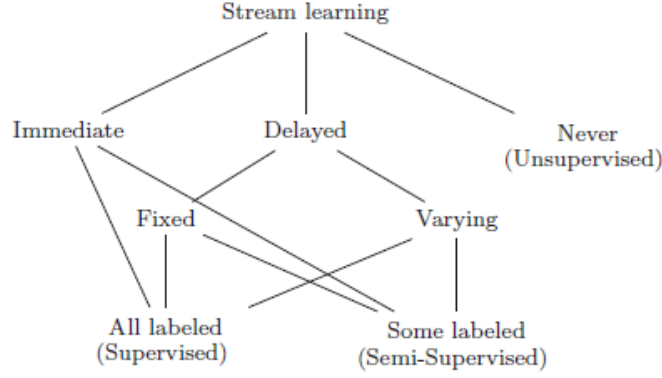 Stream learning
Immediate
Delayed
Never
(Unsupervised)
Fixed
Varying
All labeled
(Supervised)
Some labeled
(Semi-Supervised)